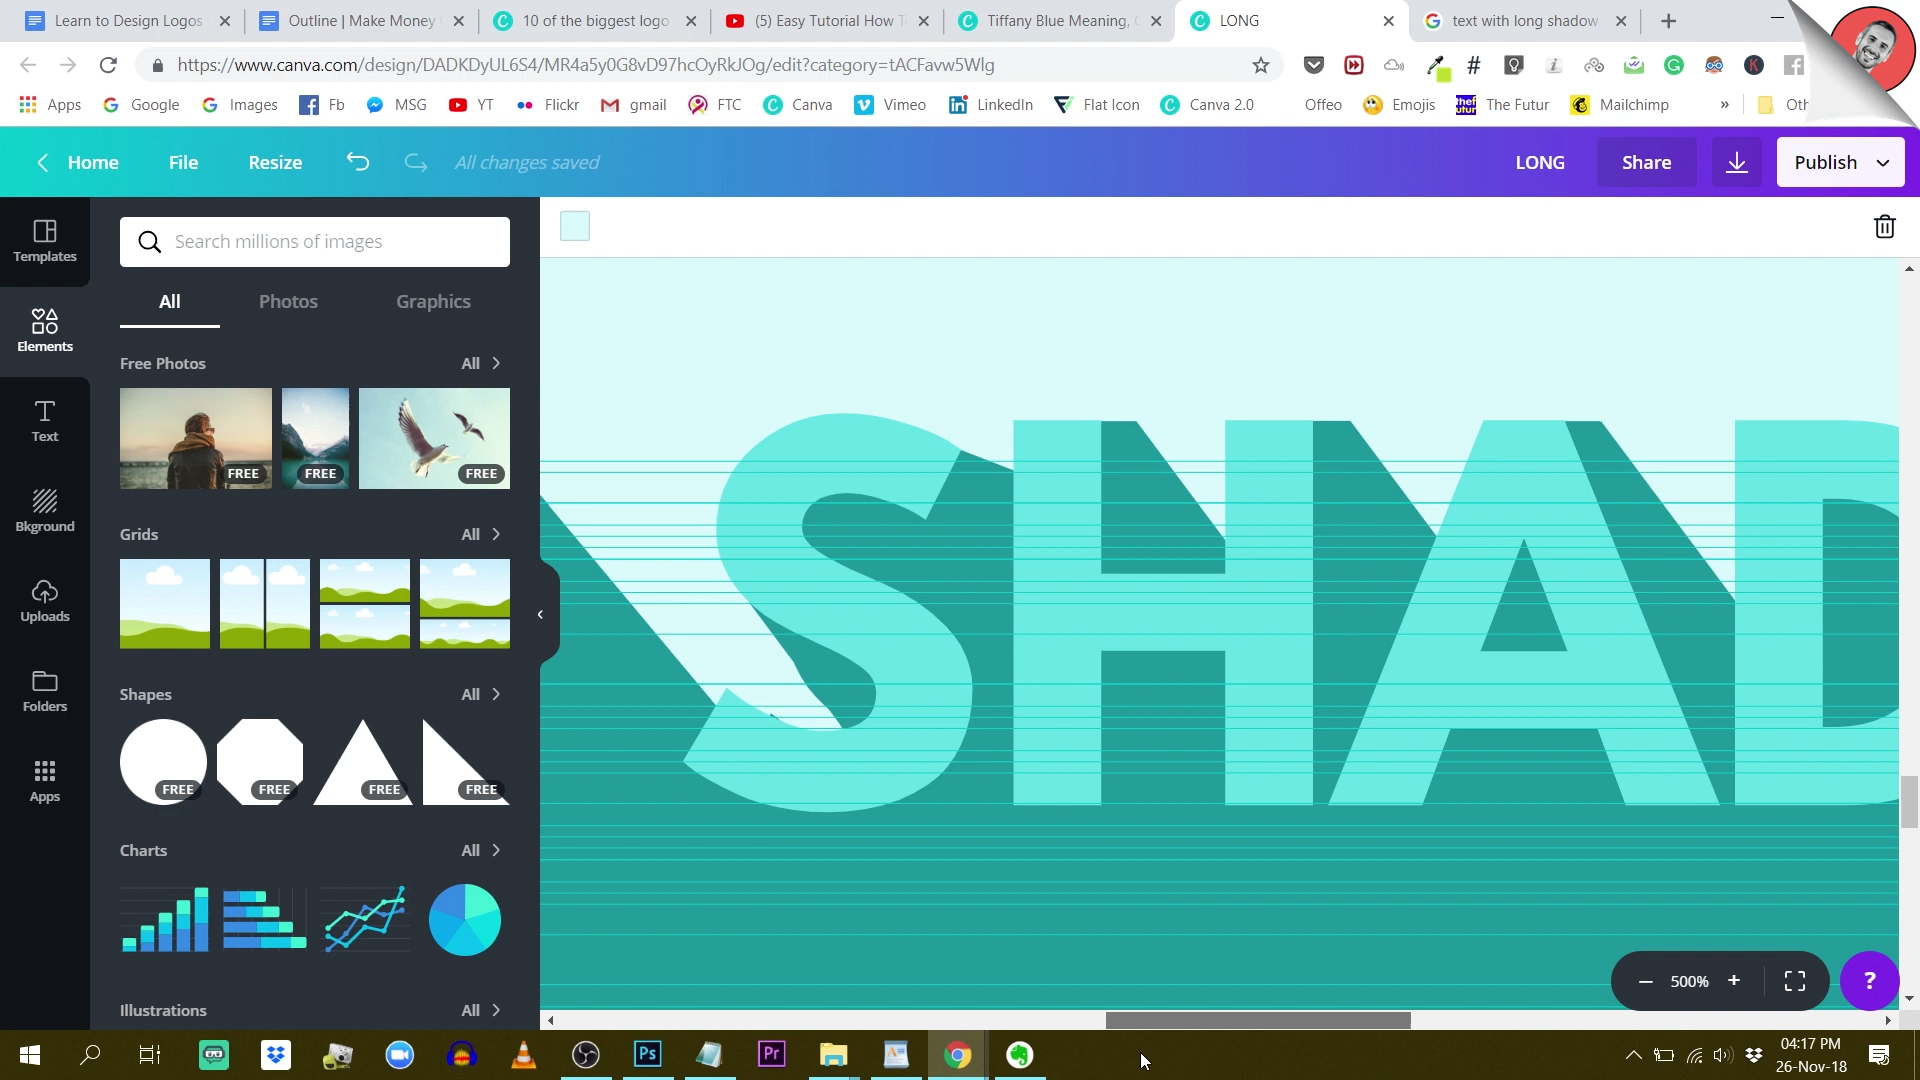 Learn to Design Logos
Outline | Make Money
10 of the biggest logo
(5) Easy Tutorial How T
Tiffany Blue Meaning,
LONG
text with long shadow
https://www.canva.com/design/DADKDyUL6S4/MR4a5y0G8vD97hcOyRkJOg/edit?category=tACFavw5Wlg
Apps Google Images Fb MSG YT Flickr gmail FTC Canva Vimeo LinkedIn Flat Icon Canva 2.0 Offeo Emojis The Futur Mailchimp » Oth
Home File Resize All changes saved LONG Share Publish
Templates
Elements
Text
Bkground
Uploads
Folders
Apps
Search millions of images
All Photos Graphics
Free Photos All
FREE FREE FREE
Grids All
Shapes All
FREE FREE FREE FREE
Charts All
Illustrations All
SHAD
500%
?
Ps
Pr
04:17 PM
26-Nov-18